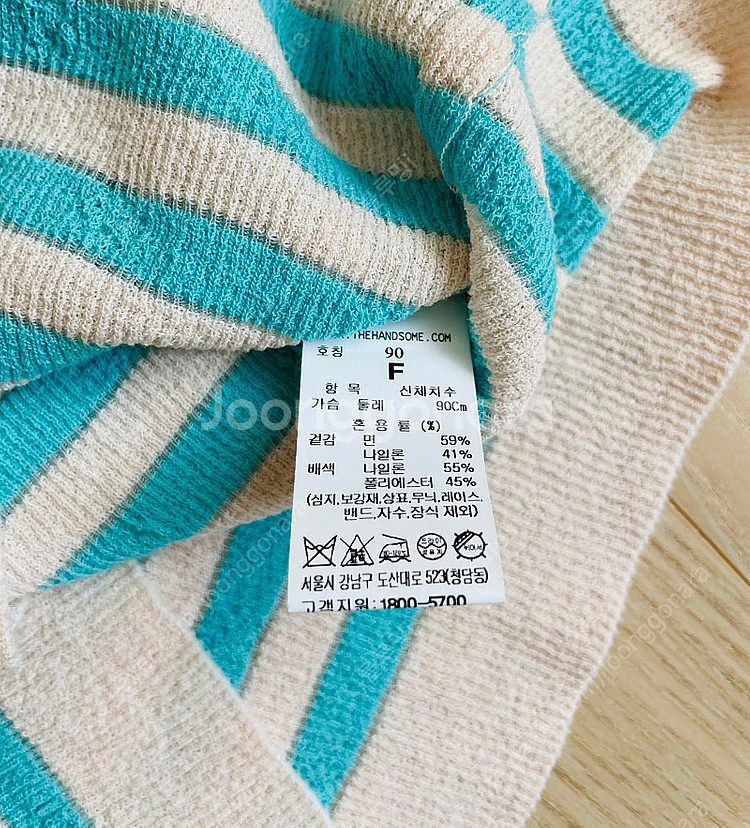 .THEHANDSOME.COM
호칭 90
F
항 목 신체치수
가슴 둘레 90Cm
혼 용 률 (%)
겉감 면 59%
나일론 41%
배색 나일론 55%
폴리에스터 45%
(심지,보강재,상표,무늬,레이스,
밴드,자수,장식 제외)
드라이
서울시 강남구 도산대로 523(청담동)
고객지원:1800-5700
Joonggonara